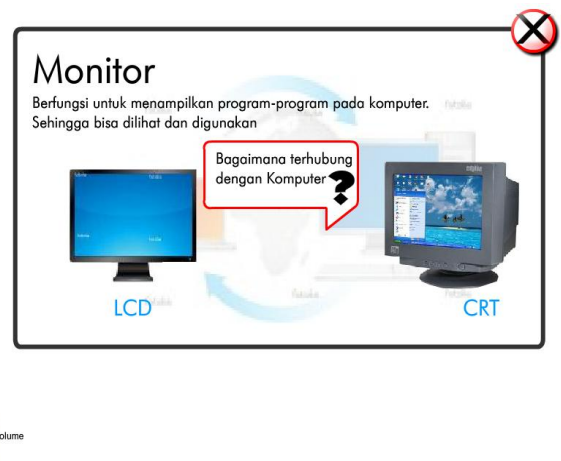 Monitor
Berfungsi untuk menampilkan program-program pada komputer.
Sehingga bisa dilihat dan digunakan
Bagaimana terhubung
dengan Komputer ?
LCD
CRT
olume